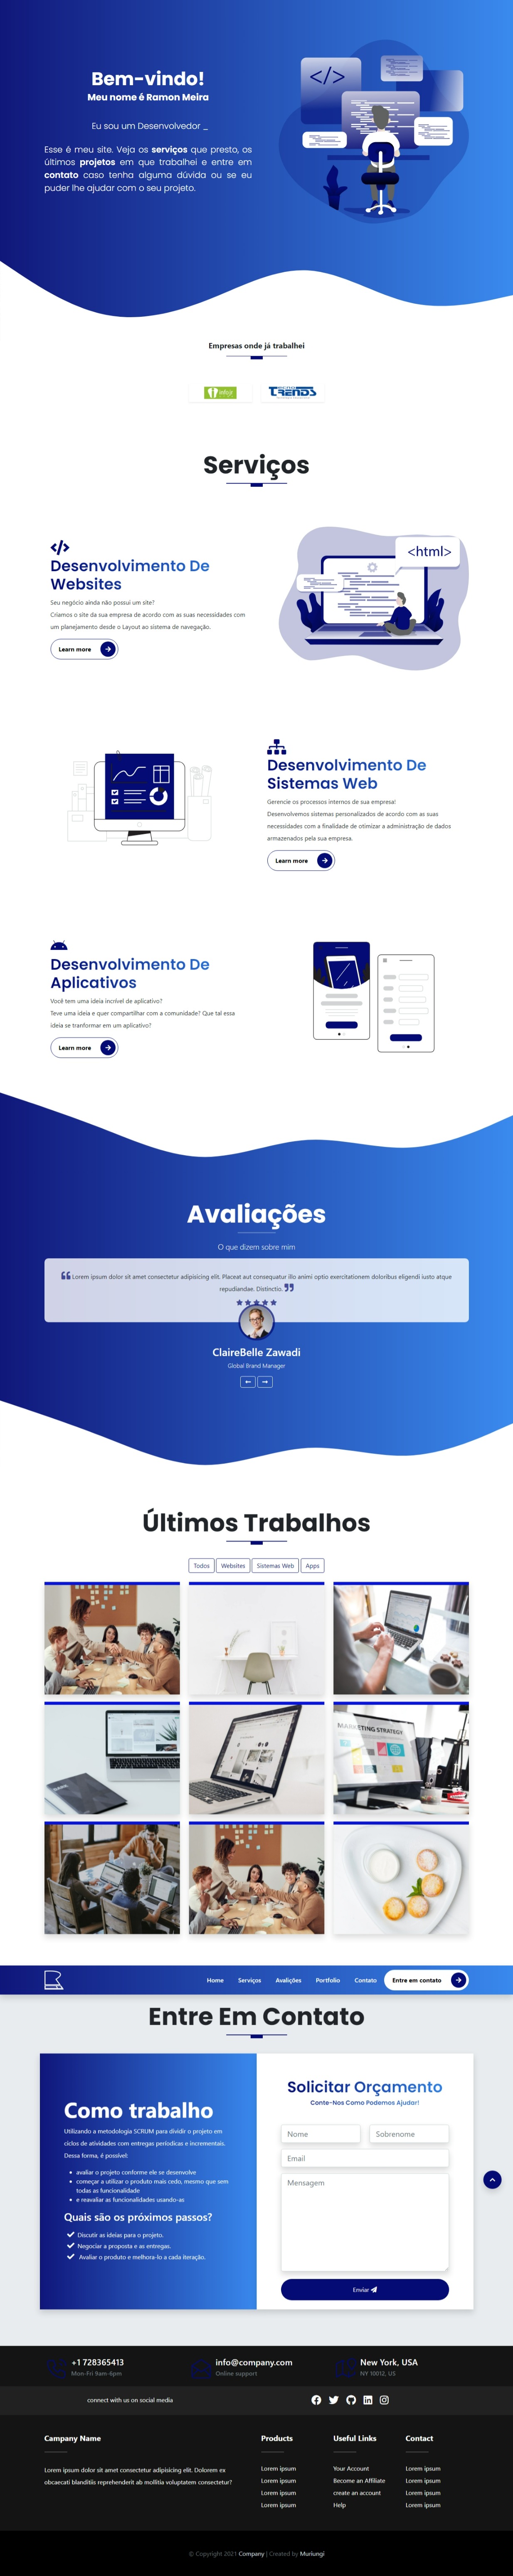 Bem-vindo!
Meu nome é Ramon Meira
Eu sou um Desenvolvedor _
Esse é meu site. Veja os serviços que presto, os
últimos projetos em que trabalhei e entre em
contato caso tenha alguma dúvida ou se eu
puder lhe ajudar com o seu projeto.
</>
Empresas onde já trabalhei
TRENDS
Serviços
Desenvolvimento De
Websites
Seu negócio ainda não possui um site?
Criamos o site da sua empresa de acordo com as suas necessidades com
um planejamento desde o Layout ao sistema de navegação.
Learn more
<html>
Desenvolvimento De
Sistemas Web
Gerencie os processos internos de sua empresa!
Desenvolvemos sistemas personalizados de acordo com as suas
necessidades com a finalidade de otimizar a administração de dados
armazenados pela sua empresa.
Learn more
Desenvolvimento De
Aplicativos
Você tem uma ideia incrível de aplicativo?
Teve uma ideia e quer compartilhar com a comunidade? Que tal essa
ideia se tranformar em um aplicativo?
Learn more
Avaliações
O que dizem sobre mim
Lorem ipsum dolor sit amet consectetur adipisicing elit. Placeat aut consequatur illo animi optio exercitationem doloribus eligendi iusto atque
repudiandae. Distinctio.
ClaireBelle Zawadi
Global Brand Manager
Últimos Trabalhos
Todos Websites Sistemas Web Apps
MARKETING STRATEGY
Home Serviços Avalições Portfolio Contato Entre em contato
Entre Em Contato
Como trabalho
Utilizando a metodologia SCRUM para dividir o projeto em
ciclos de atividades com entregas periodicas e incrementais.
Dessa forma, é possível:
avaliar o projeto conforme ele se desenvolve
começar a utilizar o produto mais cedo, mesmo que sem
todas as funcionalidade
e reavaliar as funcionalidades usando-as
Quais são os próximos passos?
Discutir as ideias para o projeto.
Negociar a proposta e as entregas.
Avaliar o produto e melhora-lo a cada iteração.
Solicitar Orçamento
Conte-Nos Como Podemos Ajudar!
Nome Sobrenome
Email
Mensagem
Enviar
+1 728365413
Mon-Fri 9am-6pm
info@company.com
Online support
New York, USA
NY 10012, US
connect with us on social media
Campany Name
Lorem ipsum dolor sit amet consectetur adipisicing elit. Dolorem ex
obcaecati blanditiis reprehenderit ab mollitia voluptatem consectetur?
Products
Lorem ipsum
Lorem ipsum
Lorem ipsum
Lorem ipsum
Useful Links
Your Account
Become an Affiliate
create an account
Help
Contact
Lorem ipsum
Lorem ipsum
Lorem ipsum
Lorem ipsum
© Copyright 2021 Company | Created by Muriungi